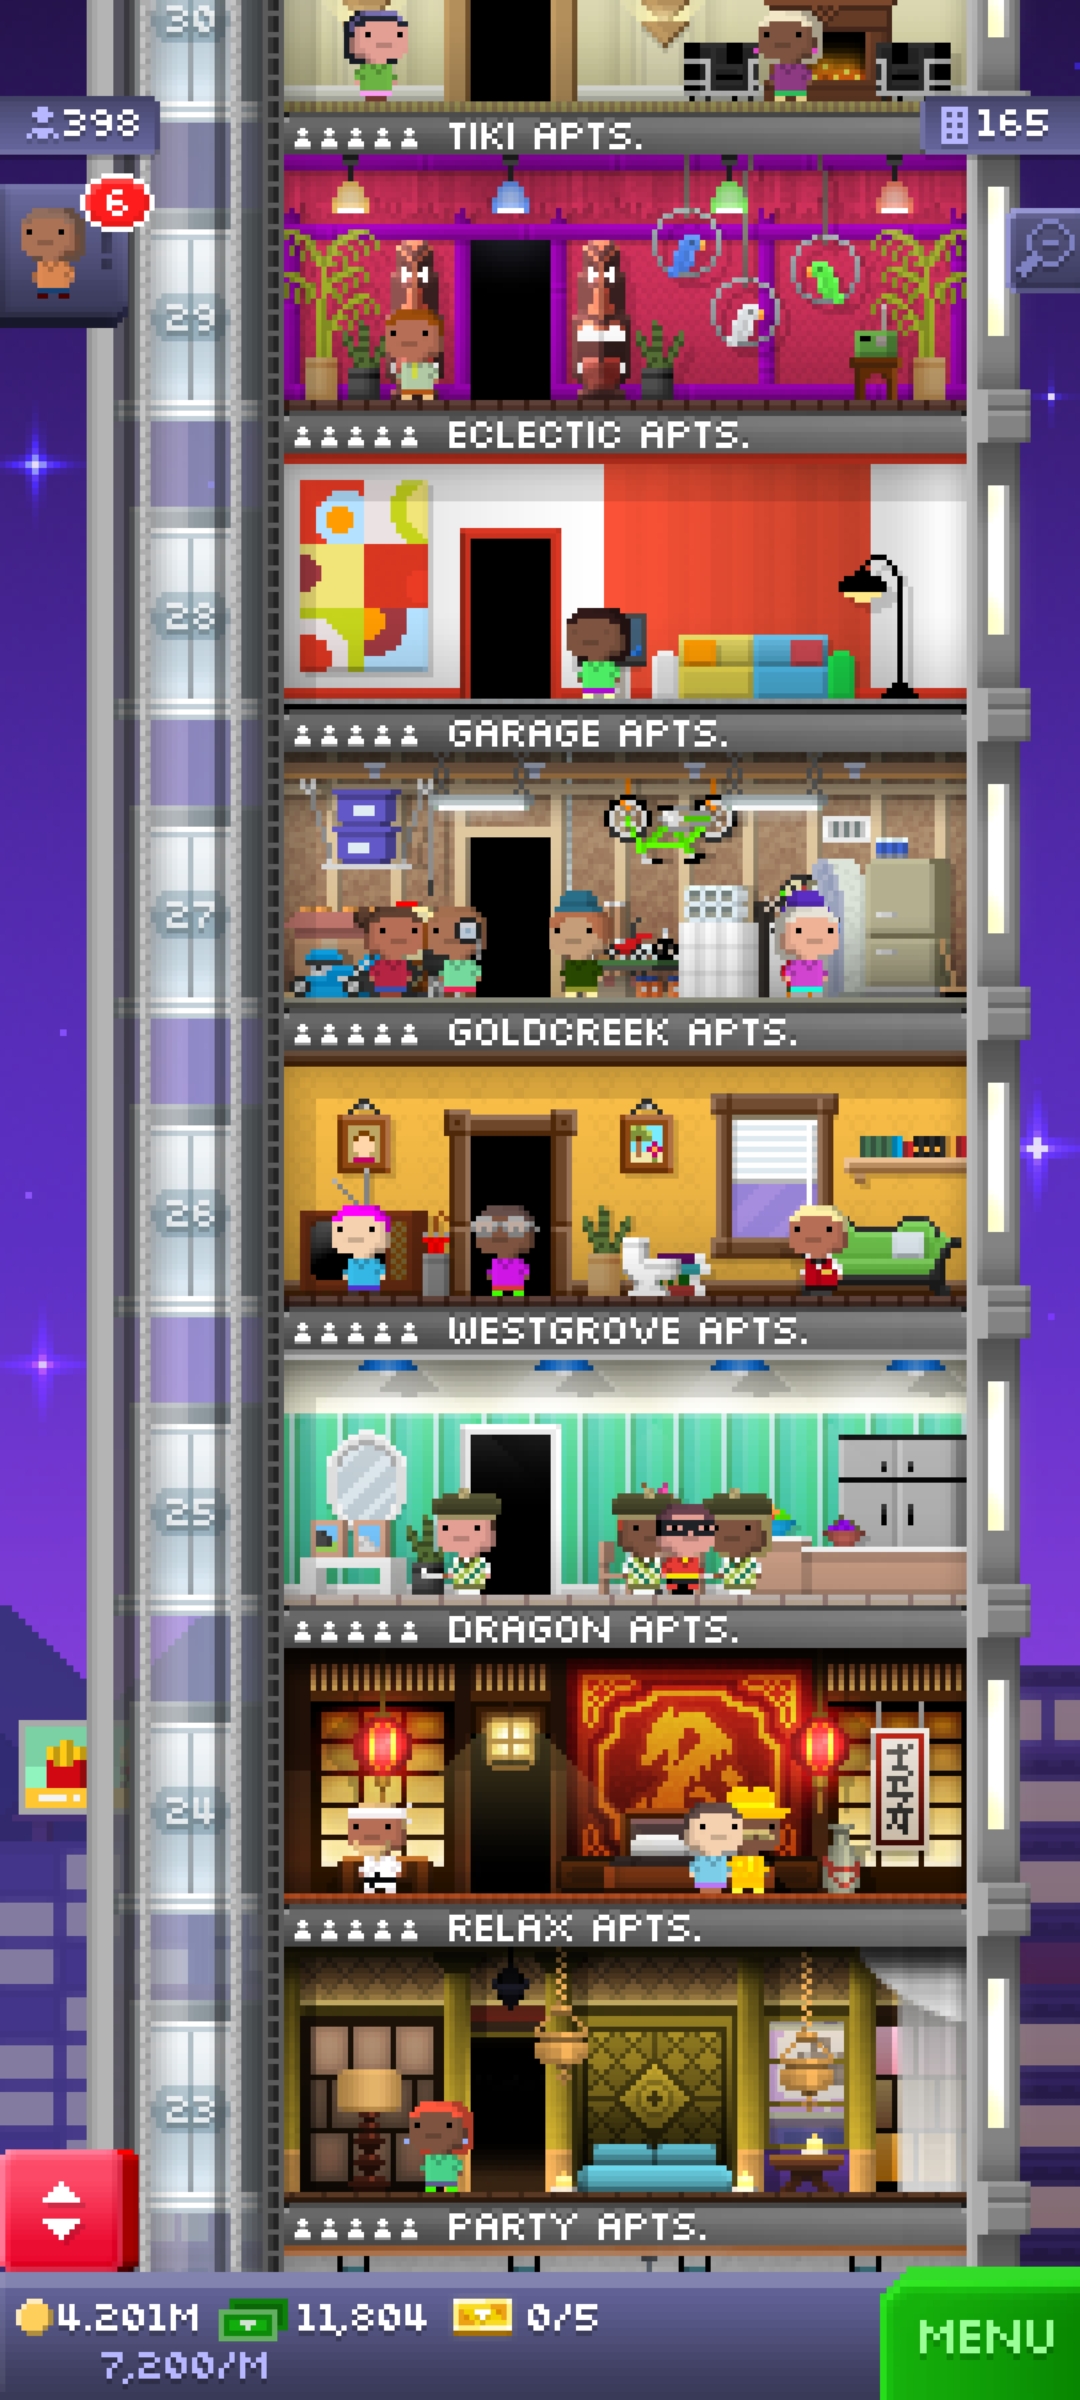 30
398
165
TIKI APTS.
6
29
ECLECTIC APTS.
28
GARAGE APTS.
27
GOLDCREEK APTS.
26
WESTGROVE APTS.
25
DRAGON APTS.
24
RELAX APTS.
23
PARTY APTS.
4.201M
11,804
0/5
MENU
7,200/M